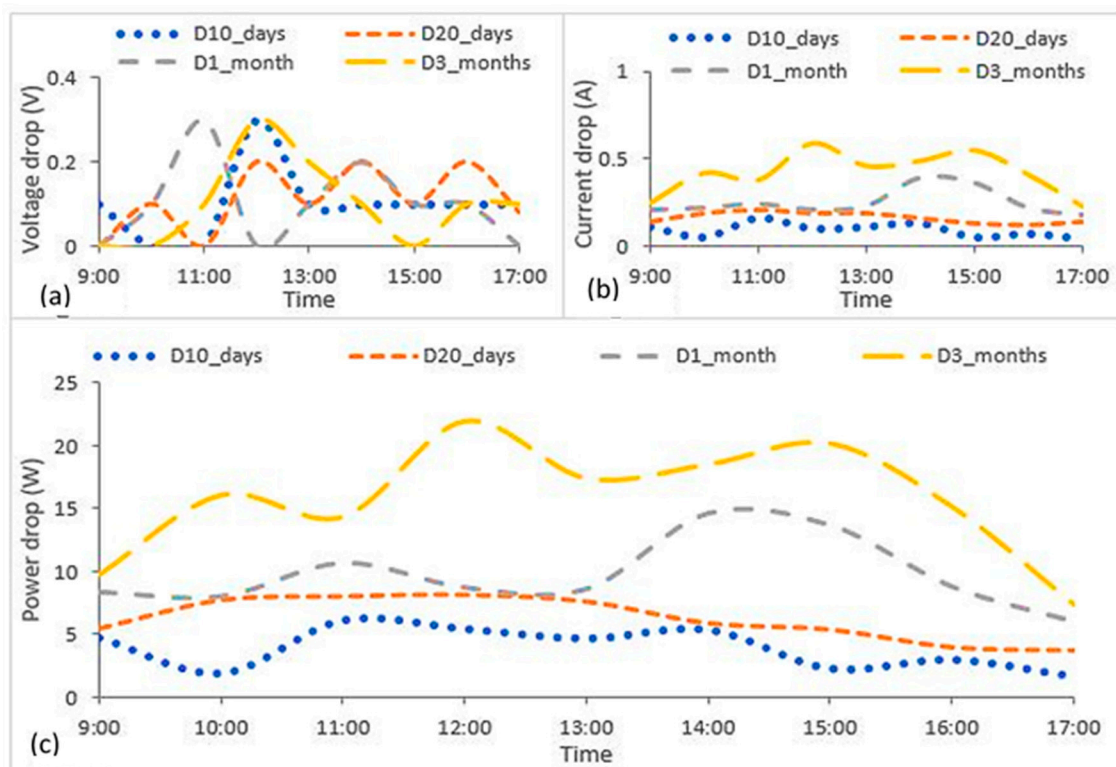 D10_days D20_days
D1_month D3_months
Voltage drop (V)
0.4
0.2
0
9:00 11:00 13:00 15:00 17:00
Time
(a)
D10_days D20_days
D1_month D3_months
Current drop (A)
1
0.5
0
9:00 11:00 13:00 15:00 17:00
Time
(b)
D10_days D20_days D1_month D3_months
Power drop (W)
25
20
15
10
5
0
9:00 10:00 11:00 12:00 13:00 14:00 15:00 16:00 17:00
Time
(c)